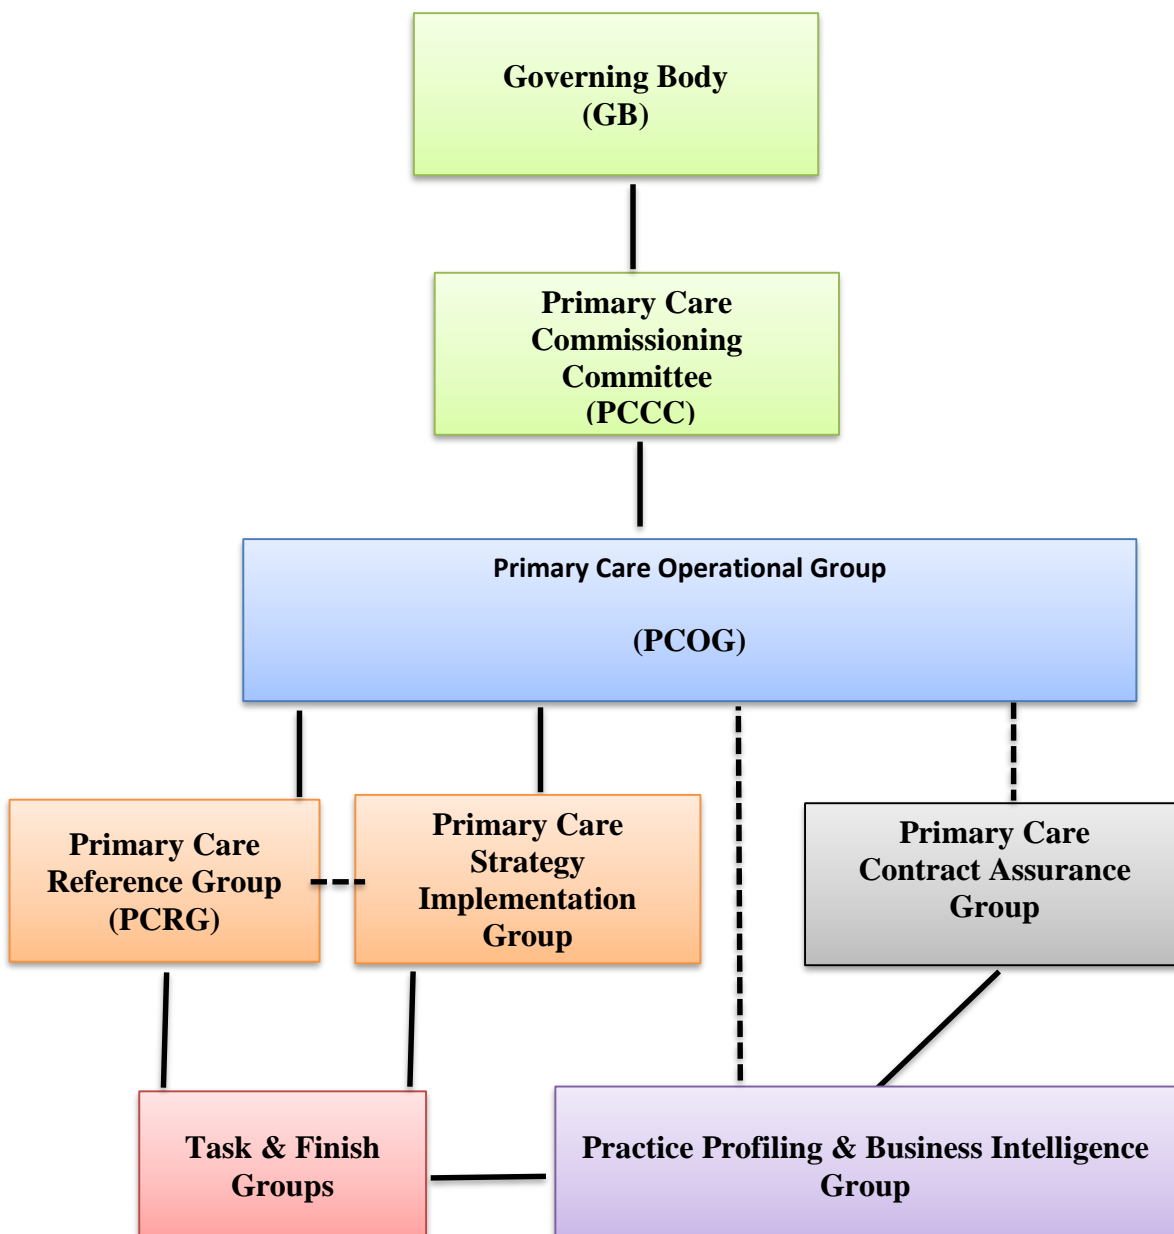 Governing Body
(GB)
Primary Care
Commissioning
Committee
(PCCC)
Primary Care Operational Group
(PCOG)
Primary Care
Reference Group
(PCRG)
Primary Care
Strategy
Implementation
Group
Primary Care
Contract Assurance
Group
Task & Finish
Groups
Practice Profiling & Business Intelligence
Group